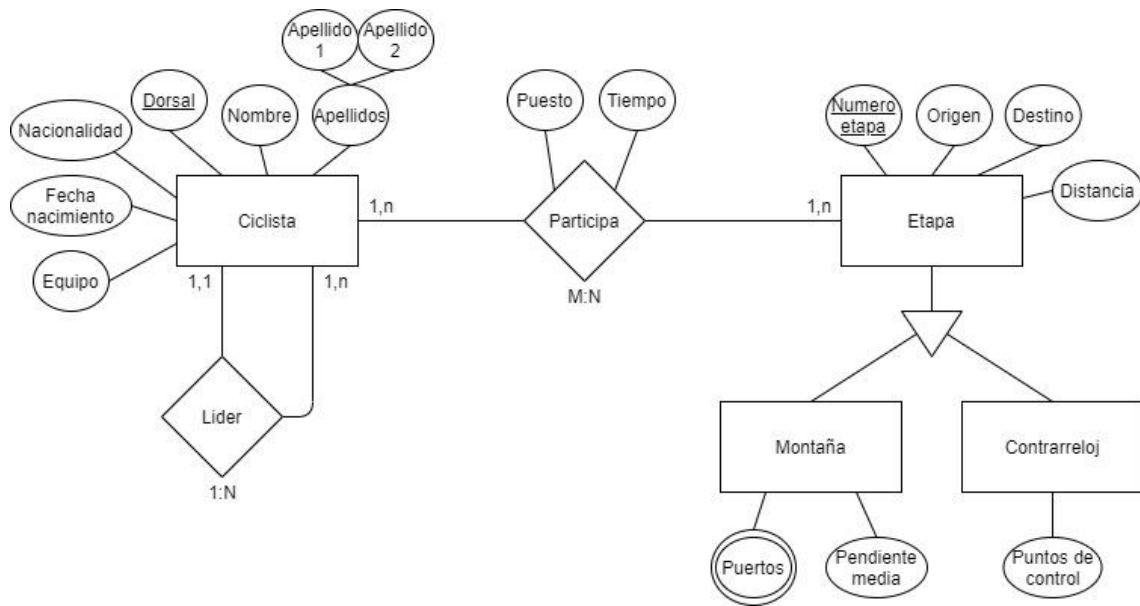 Apellido
1
Apellido
2
Dorsal
Nombre
Apellidos
Nacionalidad
Fecha
nacimiento
Equipo
Ciclista
1,n
1,1
1,n
Lider
1:N
Puesto
Tiempo
Participa
M:N
1,n
Numero
etapa
Origen
Destino
Distancia
Etapa
Montaña
Contrarreloj
Puertos
Pendiente
media
Puntos de
control